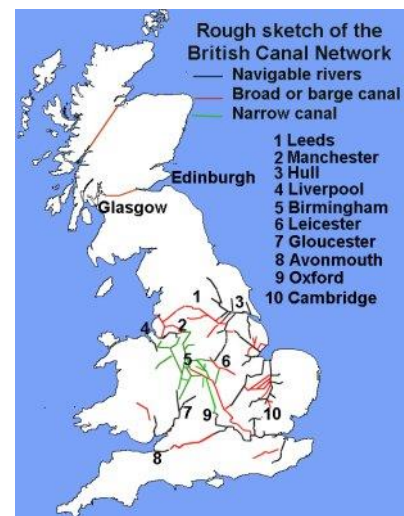 Rough sketch of the
British Canal Network
Navigable rivers
Broad or barge canal
Narrow canal
1 Leeds
2 Manchester
3 Hull
4 Liverpool
5 Birmingham
6 Leicester
7 Gloucester
8 Avonmouth
9 Oxford
10 Cambridge
Edinburgh
Glasgow
1
3
4
2
5
6
7
9
10
8